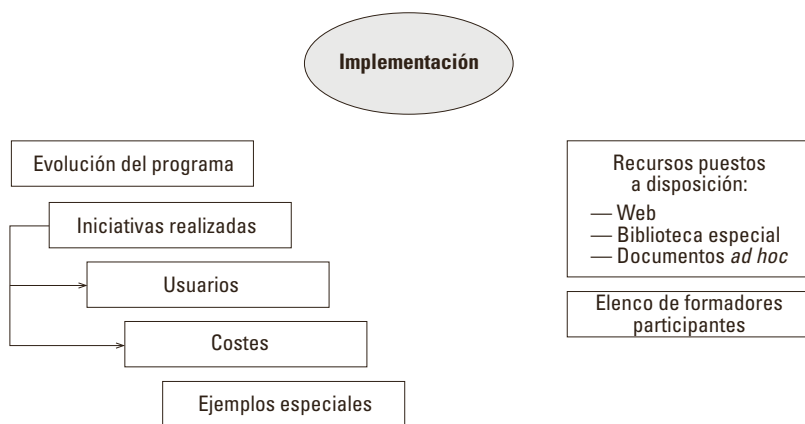 Implementación
Evolución del programa
Iniciativas realizadas
Usuarios
Costes
Ejemplos especiales
Recursos puestos
a disposición:
— Web
— Biblioteca especial
— Documentos ad hoc
Elenco de formadores
participantes